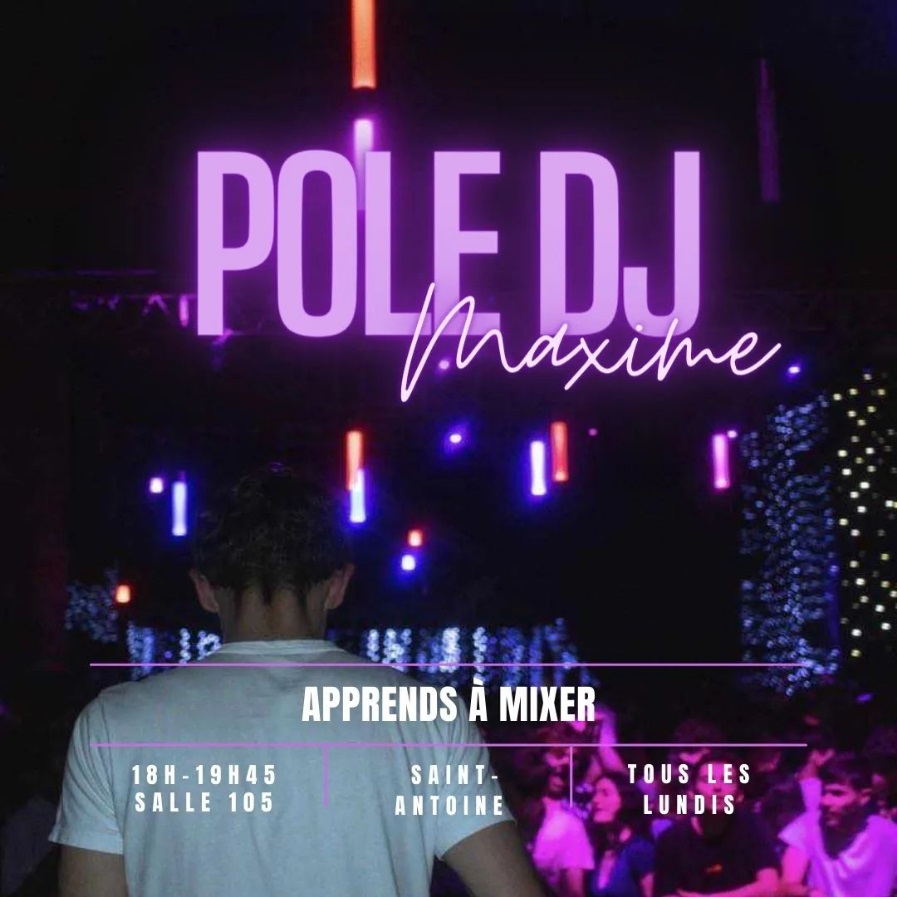 POLE DJ
Maxime
APPRENDS À MIXER
18H-19H45
SALLE 105
SAINT-
ANTOINE
TOUS LES
LUNDIS